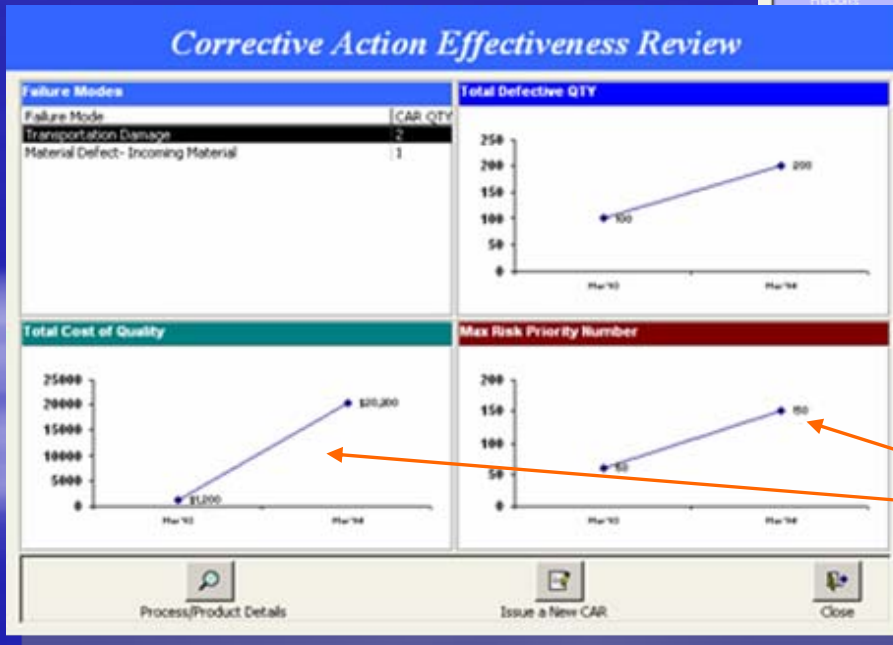 Corrective Action Effectiveness Review
Failure Modes
Failure Mode CAR QTY
Transportation Damage 2
Material Defect- Incoming Material 1
Total Defective QTY
250
200
150
100
50
0
100
200
Total Cost of Quality
25000
20000
15000
10000
5000
0
$1,200
$20,200
Max Risk Priority Number
200
150
100
50
0
150
Process/Product Details
Issue a New CAR
Close